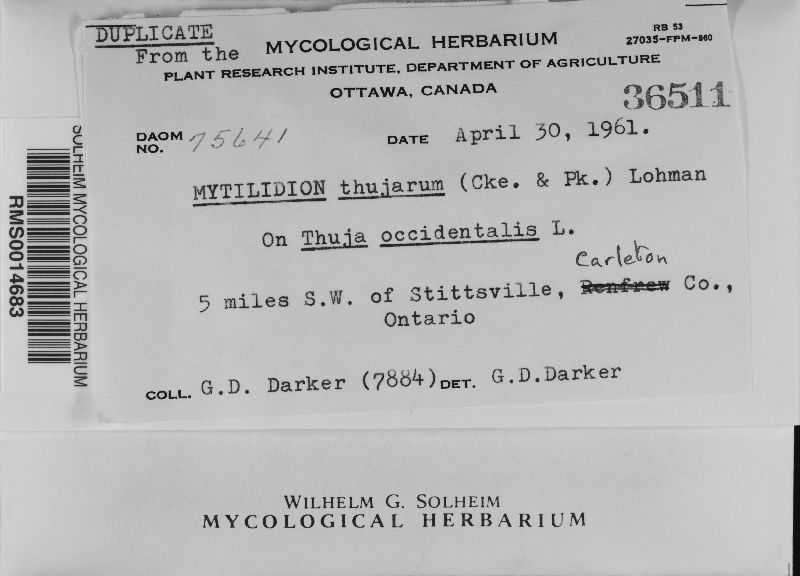 DUPLICATE
From the MYCOLOGICAL HERBARIUM
RB 53
27035-FPM-860
PLANT RESEARCH INSTITUTE, DEPARTMENT OF AGRICULTURE
OTTAWA, CANADA
36511
DAOM NO. 75641 DATE April 30, 1961.
MYTILIDION thujarum (Cke. & Pk.) Lohman
On Thuja occidentalis L.
Carleton
5 miles S.W. of Stittsville, Renfrew Co.,
Ontario
COLL. G.D. Darker (7884) DET. G.D.Darker
SOLHEIM MYCOLOGICAL HERBARIUM
RMS0014683
WILHELM G. SOLHEIM
MYCOLOGICAL HERBARIUM